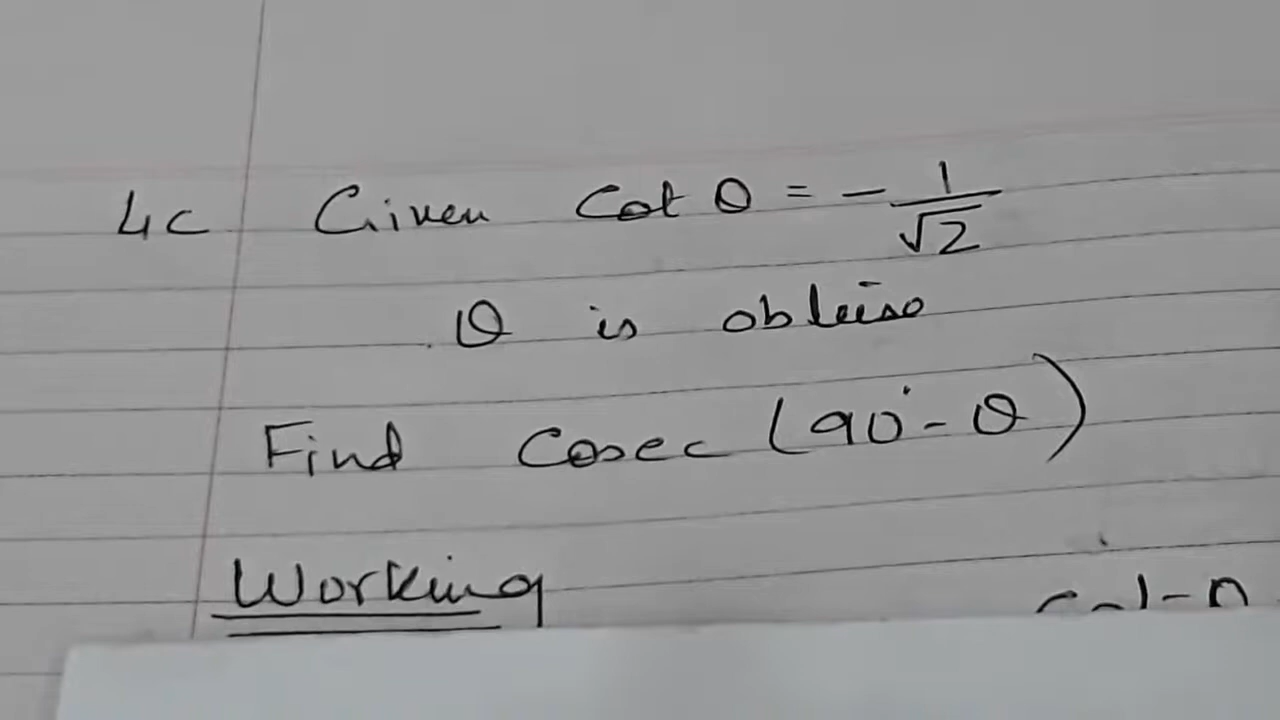 4c Given Cot θ = - 1/√2
θ is obtuse
Find Cosec (90° - θ)
Working